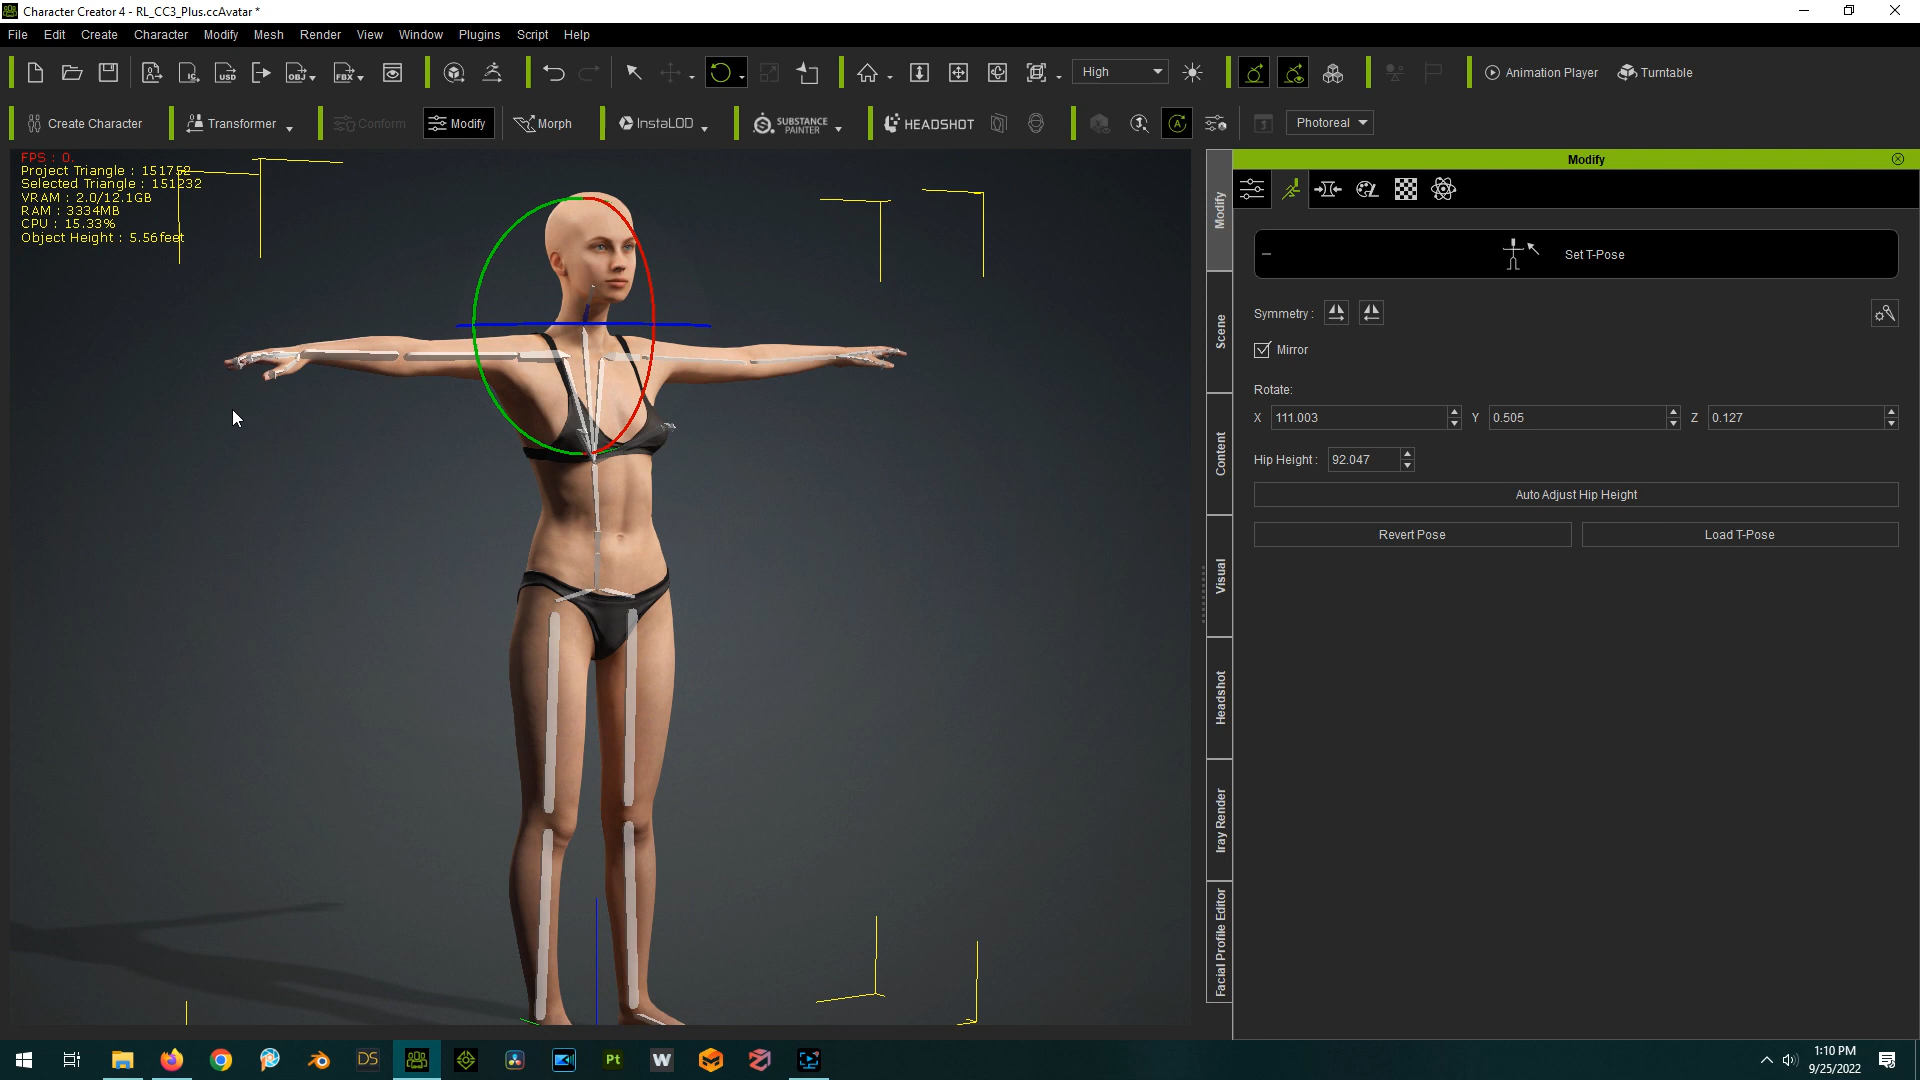 Character Creator 4 - RL_CC3_Plus.ccAvatar *
File Edit Create Character Modify Mesh Render View Window Plugins Script Help
IC USD OBJ FBX High Animation Player Turntable
Create Character Transformer Conform Modify Morph InstaLOD SUBSTANCE PAINTER HEADSHOT A Photoreal
FPS : 0.
Project Triangle : 151752
Selected Triangle : 151232
VRAM : 2.0/12.1GB
RAM : 3334MB
CPU : 15.33%
Object Height : 5.56feet
Modify
Scene
Content
Visual
Headshot
Iray Render
Facial Profile Editor
Modify
Set T-Pose
Symmetry :
Mirror
Rotate:
X 111.003 Y 0.505 Z 0.127
Hip Height : 92.047
Auto Adjust Hip Height
Revert Pose Load T-Pose
DS Pt W
1:10 PM
9/25/2022